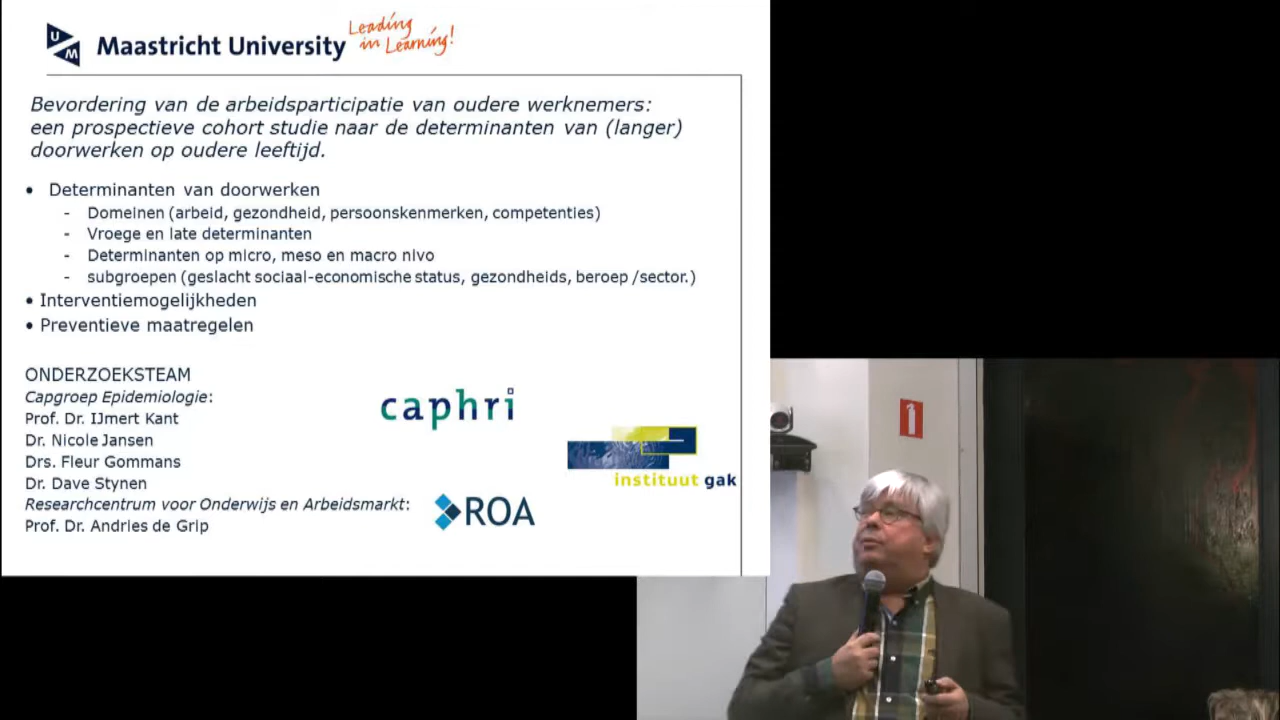 U
M
Maastricht University
Leading
in Learning!
Bevordering van de arbeidsparticipatie van oudere werknemers:
een prospectieve cohort studie naar de determinanten van (langer)
doorwerken op oudere leeftijd.
• Determinanten van doorwerken
- Domeinen (arbeid, gezondheid, persoonskenmerken, competenties)
- Vroege en late determinanten
- Determinanten op micro, meso en macro nivo
- subgroepen (geslacht sociaal-economische status, gezondheids, beroep /sector.)
• Interventiemogelijkheden
• Preventieve maatregelen
ONDERZOEKSTEAM
Capgroep Epidemiologie:
Prof. Dr. IJmert Kant
Dr. Nicole Jansen
Drs. Fleur Gommans
Dr. Dave Stynen
Researchcentrum voor Onderwijs en Arbeidsmarkt:
Prof. Dr. Andries de Grip
caphri
instituut gak
ROA